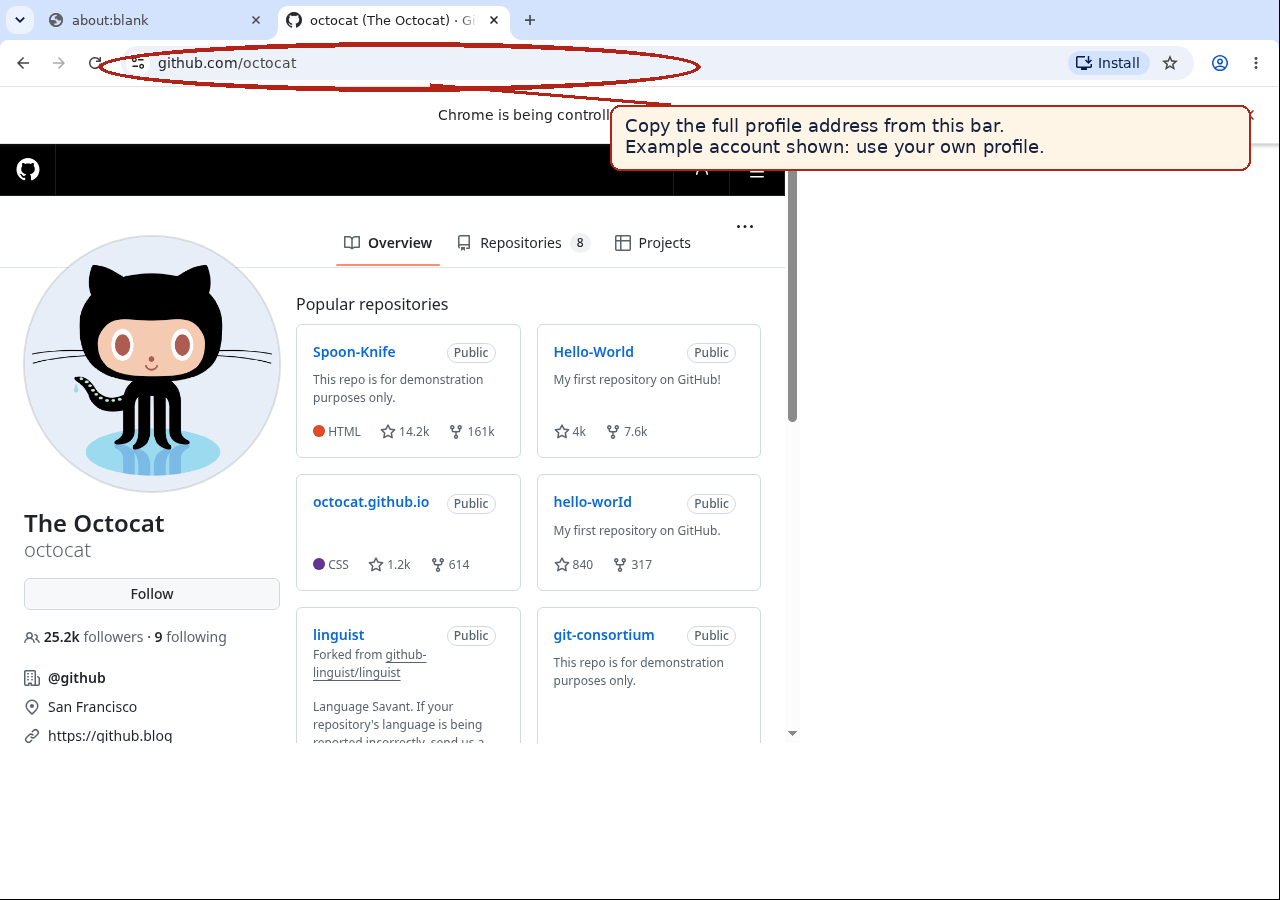 about:blank
octocat (The Octocat) · Gi
github.com/octocat
Install
Chrome is being controll
Copy the full profile address from this bar.
Example account shown: use your own profile.
Overview
Repositories 8
Projects
Popular repositories
Spoon-Knife Public
This repo is for demonstration
purposes only.
HTML 14.2k 161k
Hello-World Public
My first repository on GitHub!
4k 7.6k
octocat.github.io Public
CSS 1.2k 614
hello-worId Public
My first repository on GitHub.
840 317
linguist Public
Forked from github-
linguist/linguist
Language Savant. If your
repository's language is being
reported incorrectly, send us a
git-consortium Public
This repo is for demonstration
purposes only.
The Octocat
octocat
Follow
25.2k followers · 9 following
@github
San Francisco
https://github.blog